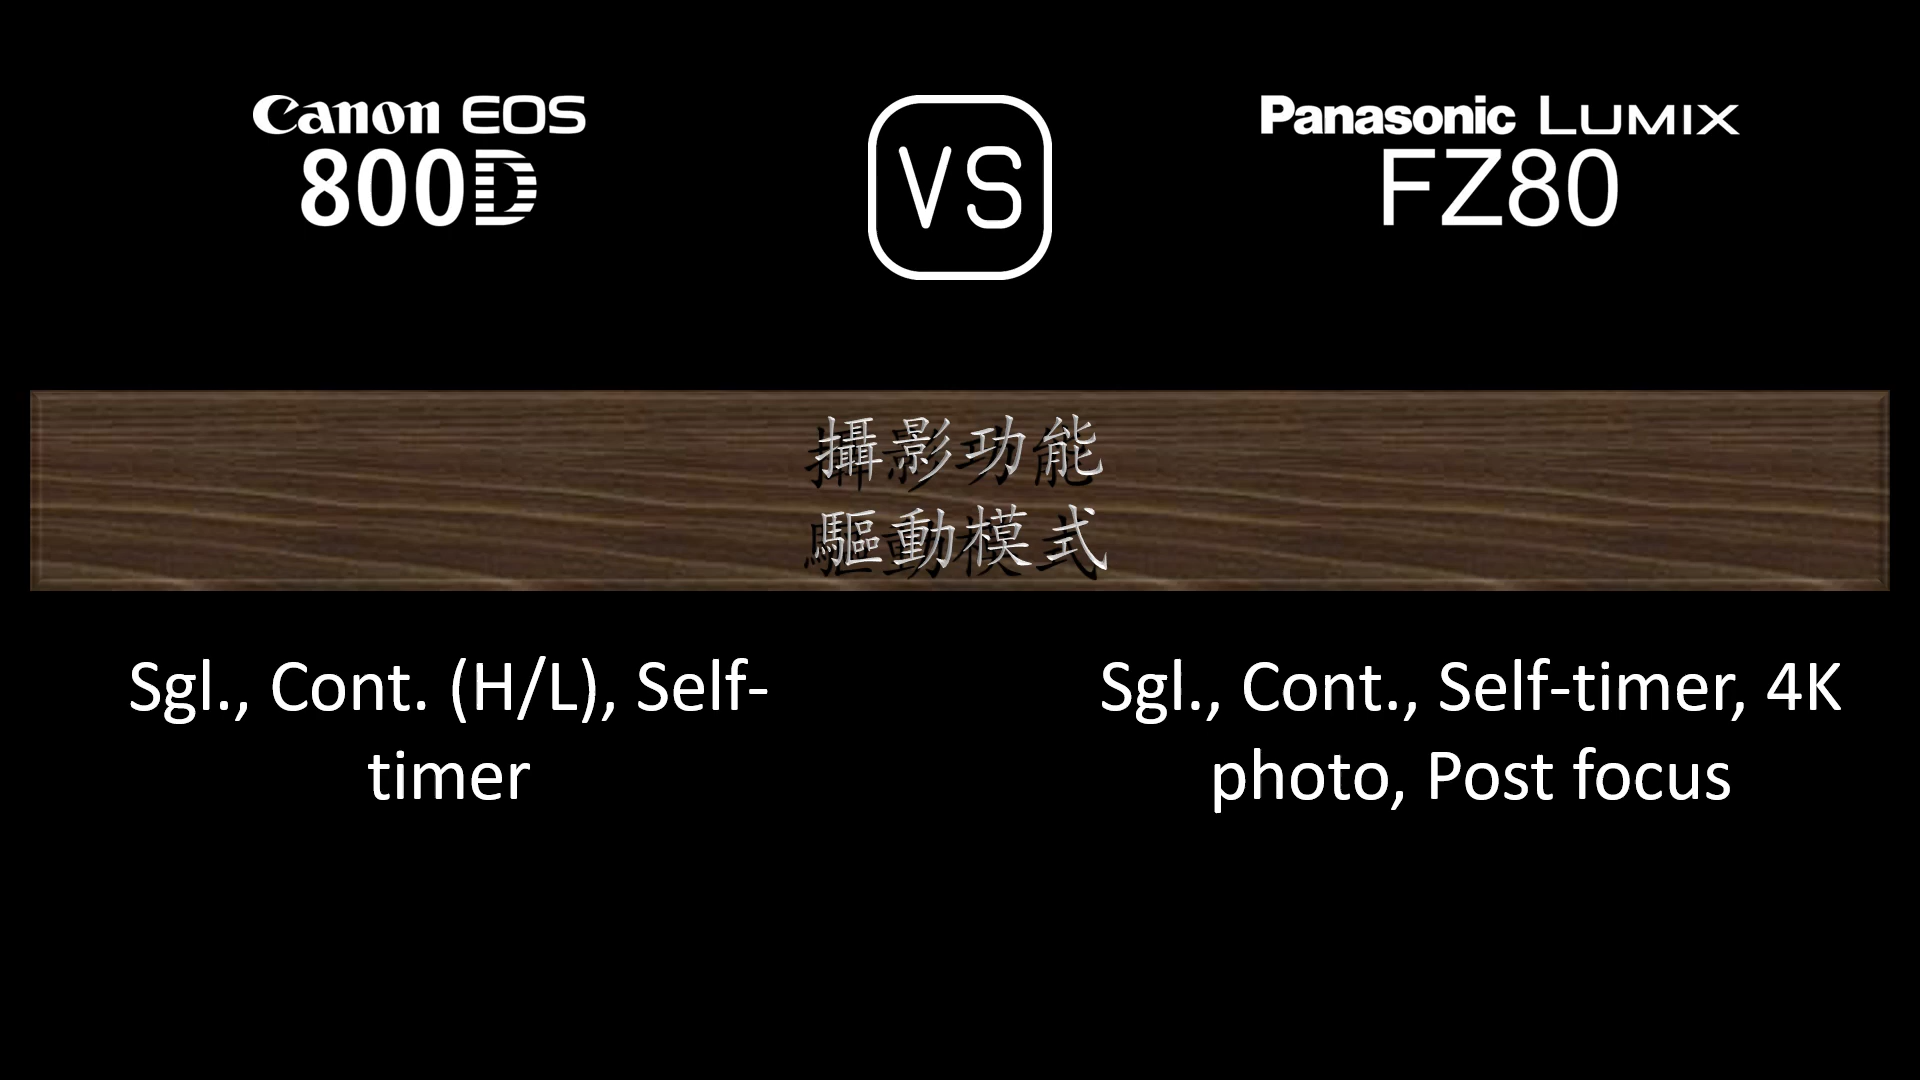 Canon EOS
800D
VS
Panasonic LUMIX
FZ80
攝影功能
驅動模式
Sgl., Cont. (H/L), Self-
timer
Sgl., Cont., Self-timer, 4K
photo, Post focus